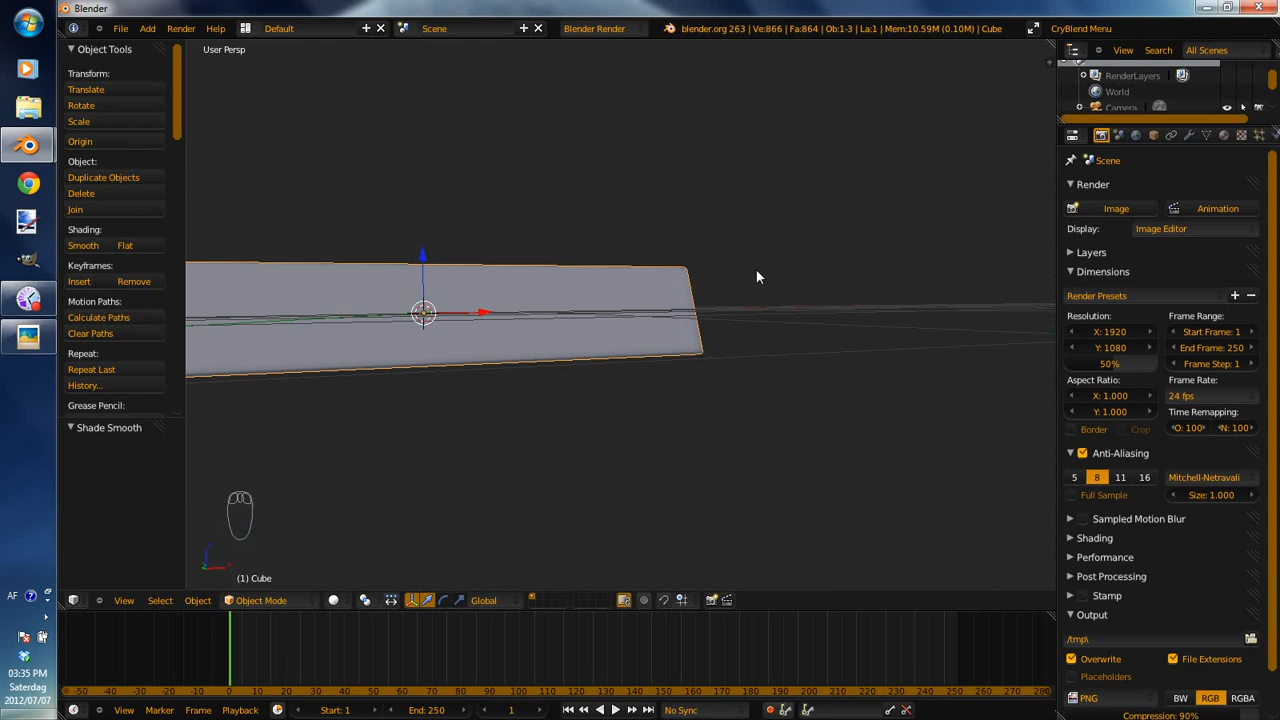 Blender
File Add Render Help Default Scene Blender Render blender.org 263 | Ve:866 | Fa:864 | Ob:1-3 | La:1 | Mem:10.59M (0.10M) | Cube CryBlend Menu
Object Tools
Transform:
Translate
Rotate
Scale
Origin
Object:
Duplicate Objects
Delete
Join
Shading:
Smooth Flat
Keyframes:
Insert Remove
Motion Paths:
Calculate Paths
Clear Paths
Repeat:
Repeat Last
History...
Grease Pencil:
Shade Smooth
User Persp
(1) Cube
View Select Object Object Mode Global
View Search All Scenes
RenderLayers
World
Camera
Scene
Render
Image Animation
Display: Image Editor
Layers
Dimensions
Render Presets
Resolution: Frame Range:
X: 1920 Start Frame: 1
Y: 1080 End Frame: 250
50% Frame Step: 1
Aspect Ratio: Frame Rate:
X: 1.000 24 fps
Y: 1.000 Time Remapping:
Border Crop O: 100 N: 100
Anti-Aliasing
5 8 11 16 Mitchell-Netravali
Full Sample Size: 1.000
Sampled Motion Blur
Shading
Performance
Post Processing
Stamp
Output
/tmp\
Overwrite File Extensions
Placeholders
PNG BW RGB RGBA
Compression: 90%
-50 -40 -30 -20 -10 0 10 20 30 40 50 60 70 80 90 100 110 120 130 140 150 160 170 180 190 200 210 220 230 240 250 260 270 280
View Marker Frame Playback Start: 1 End: 250 1 No Sync
AF
03:35 PM
Saterdag
2012/07/07